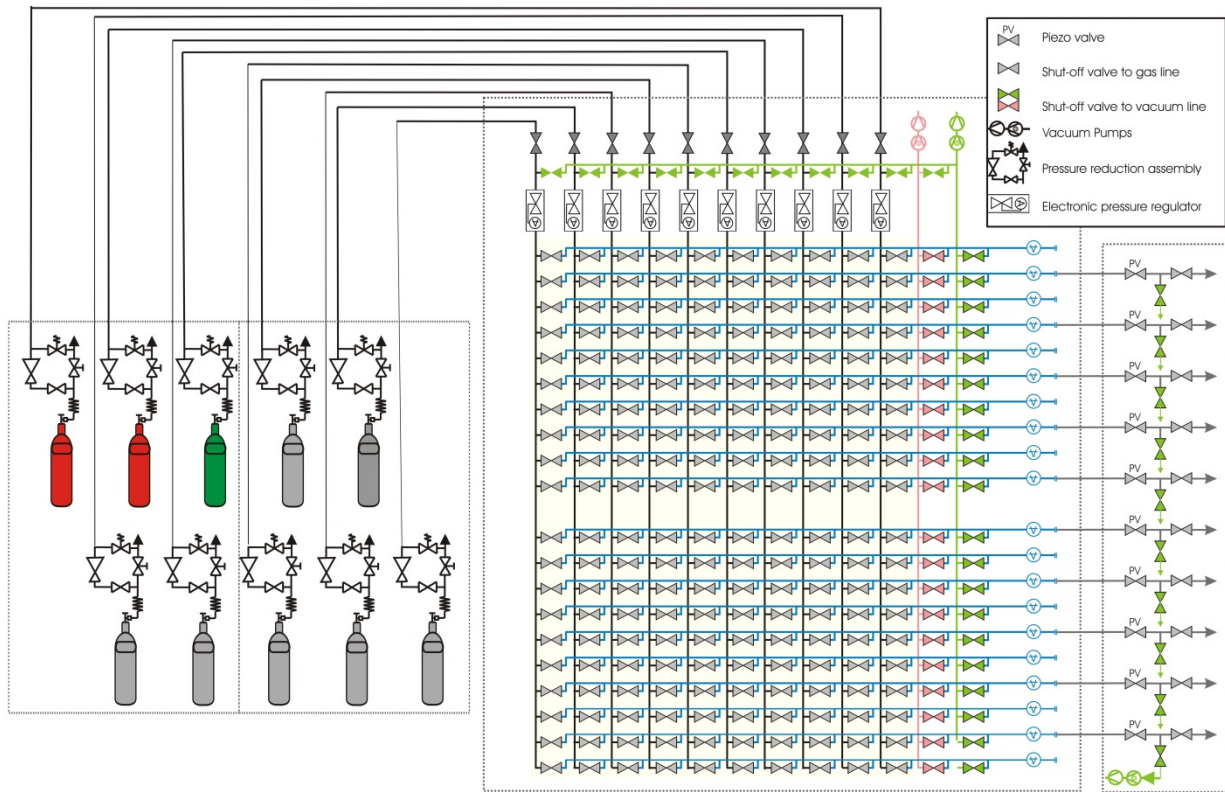 PV
Piezo valve
Shut-off valve to gas line
Shut-off valve to vacuum line
Vacuum Pumps
Pressure reduction assembly
Electronic pressure regulator
PV
PV
PV
PV
PV
PV
PV
PV
PV
PV